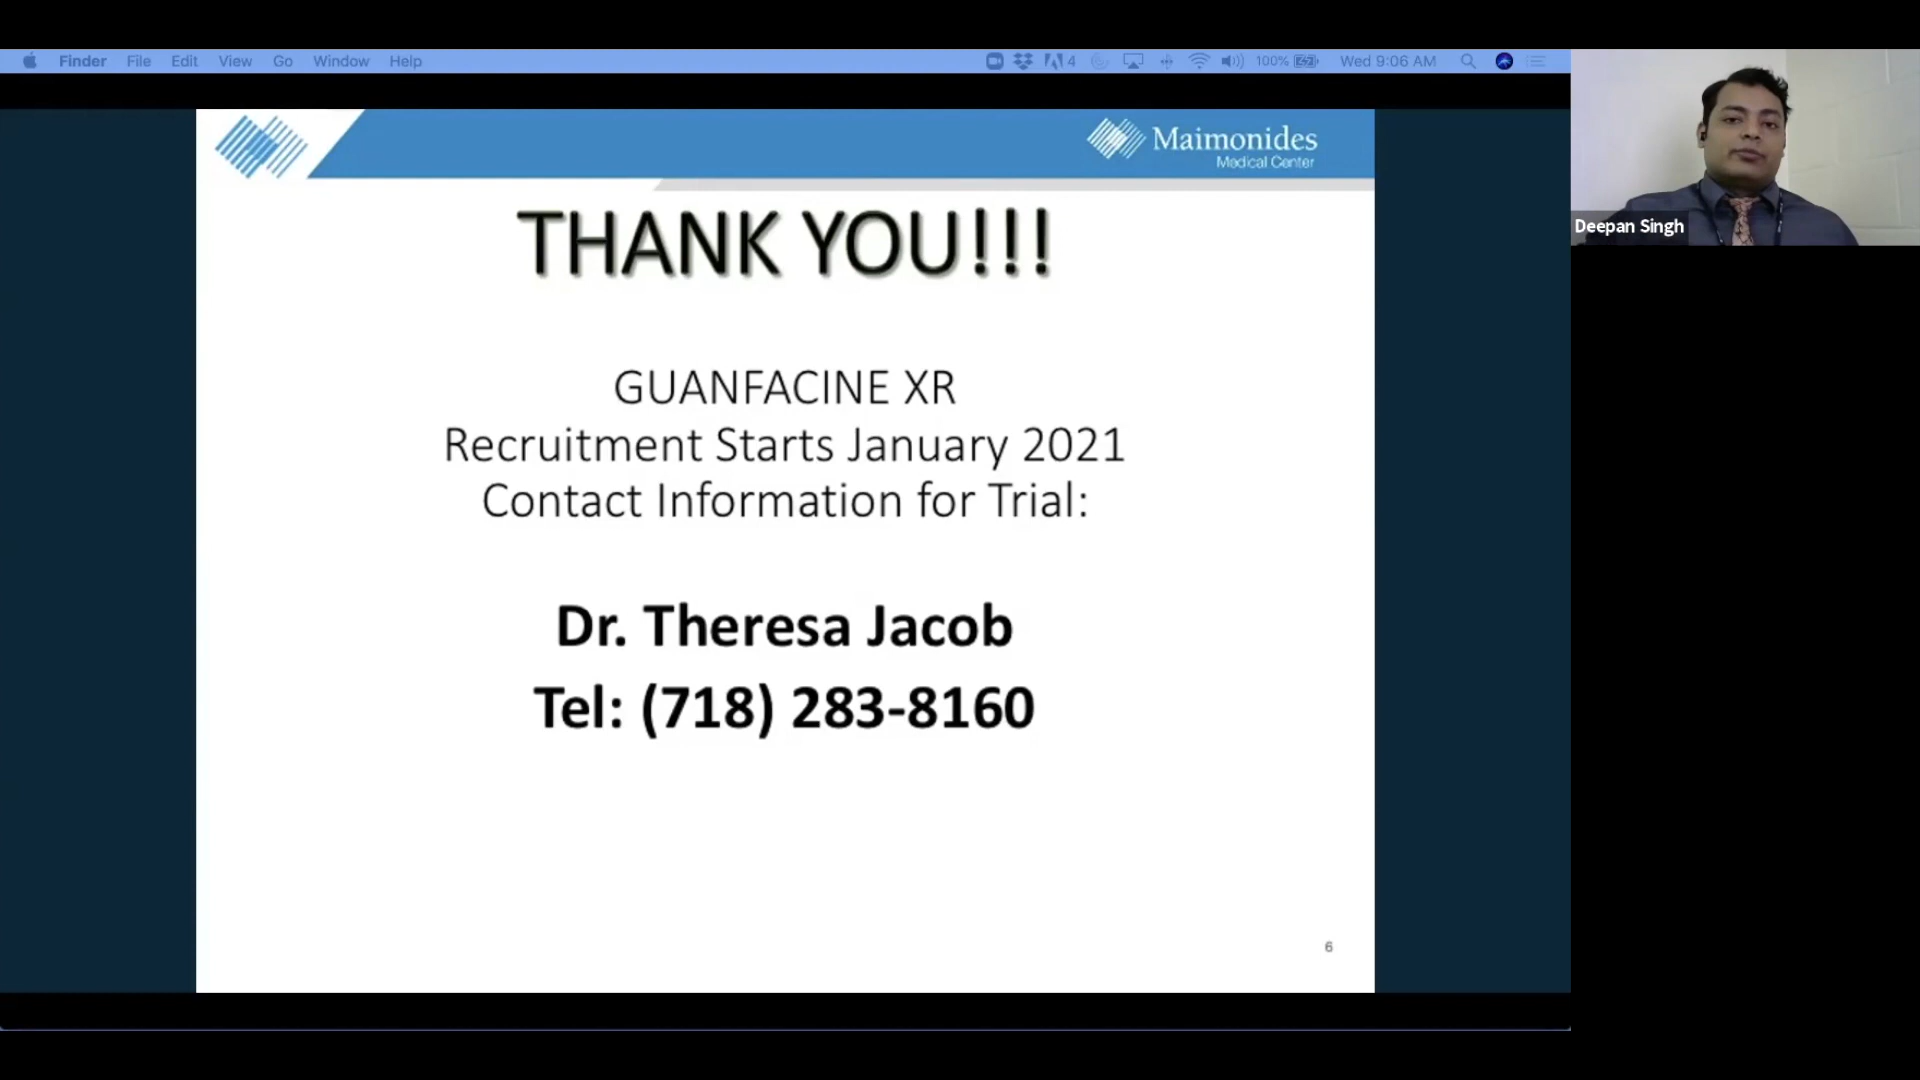 Finder File Edit View Go Window Help
4 100% Wed 9:06 AM
Maimonides
Medical Center
THANK YOU!!!
GUANFACINE XR
Recruitment Starts January 2021
Contact Information for Trial:
Dr. Theresa Jacob
Tel: (718) 283-8160
6
Deepan Singh